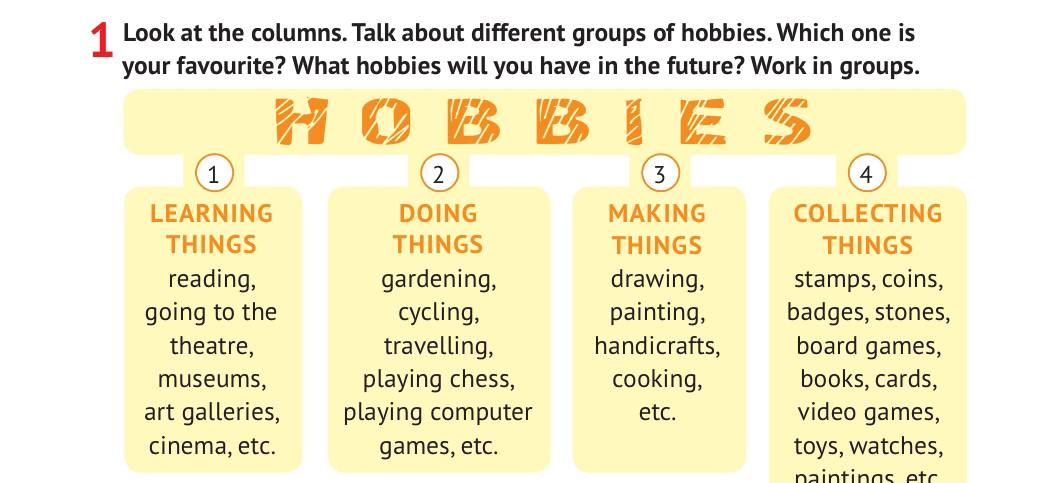 1 Look at the columns. Talk about different groups of hobbies. Which one is
your favourite? What hobbies will you have in the future? Work in groups.
HOBBIES
1
LEARNING
THINGS
reading,
going to the
theatre,
museums,
art galleries,
cinema, etc.
2
DOING
THINGS
gardening,
cycling,
travelling,
playing chess,
playing computer
games, etc.
3
MAKING
THINGS
drawing,
painting,
handicrafts,
cooking,
etc.
4
COLLECTING
THINGS
stamps, coins,
badges, stones,
board games,
books, cards,
video games,
toys, watches,
paintings, etc.